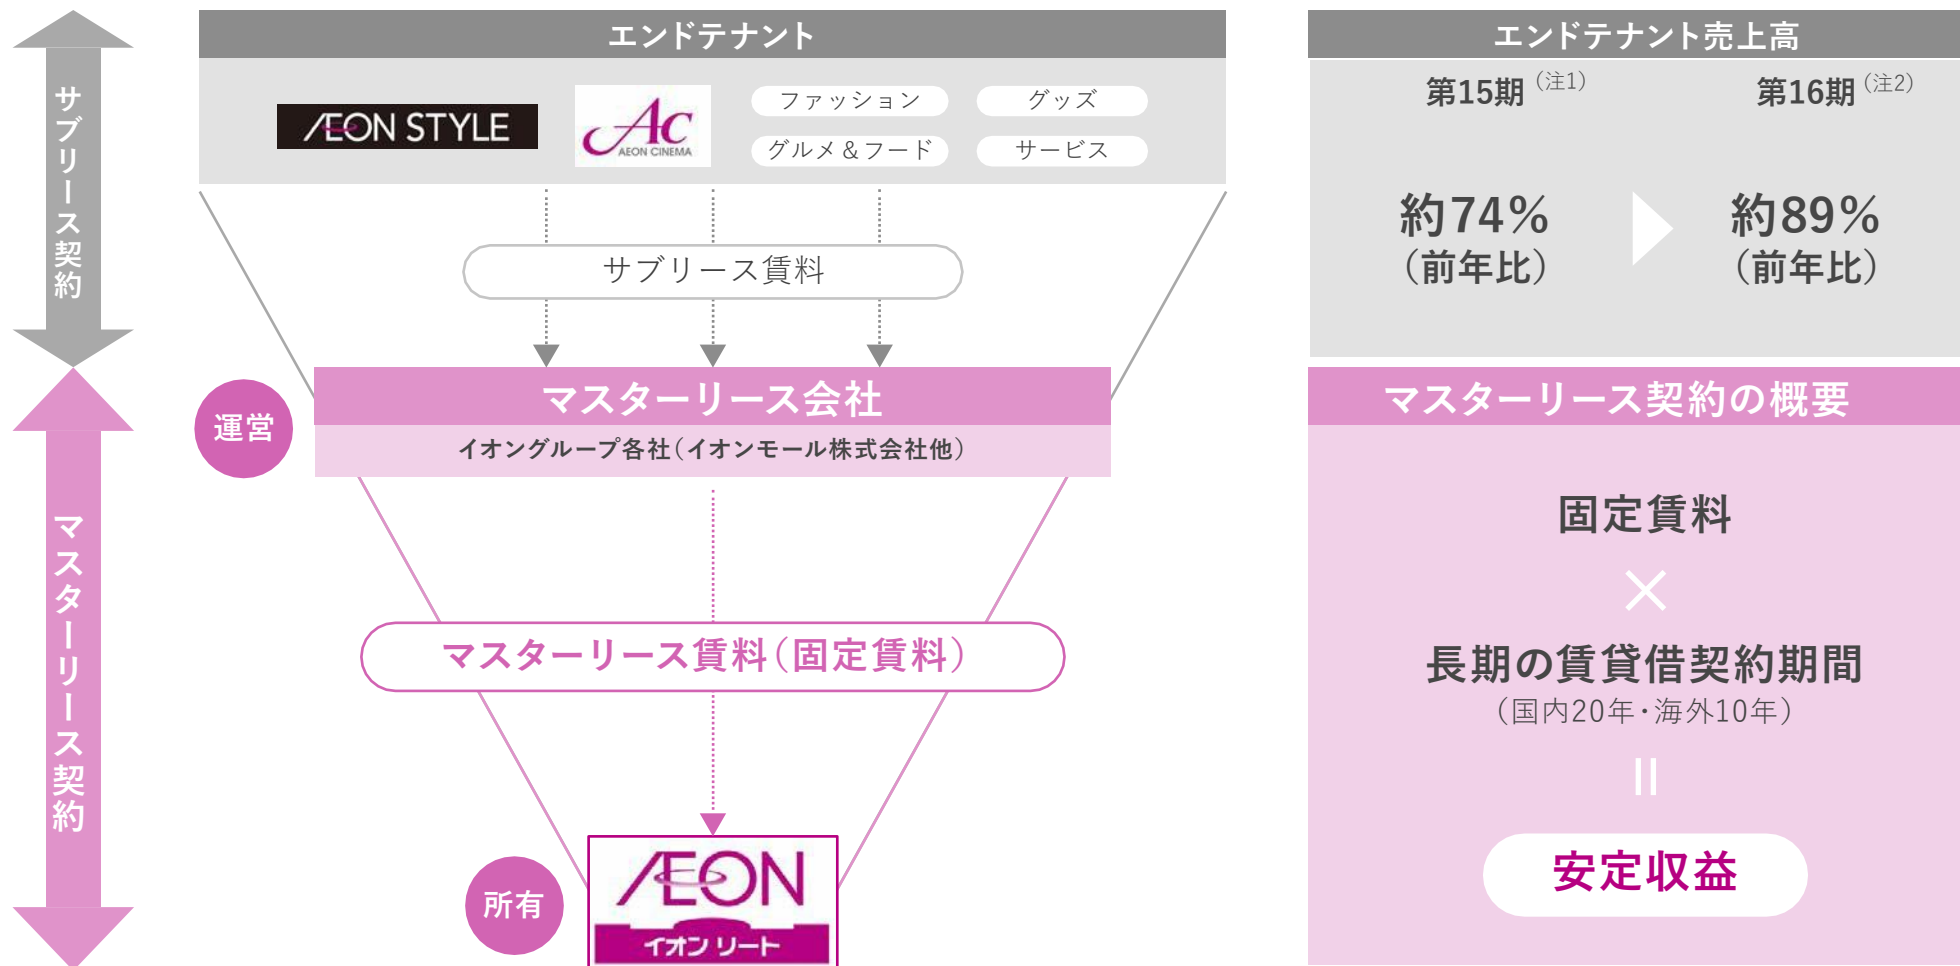 サブリース契約
エンドテナント
ÆON STYLE
Ac
AEON CINEMA
ファッション
グッズ
グルメ＆フード
サービス
サブリース賃料
運営
マスターリース会社
イオングループ各社（イオンモール株式会社他）
マスターリース契約
マスターリース賃料（固定賃料）
所有
ÆON
イオン リート
エンドテナント売上高
第15期（注1）
第16期（注2）
約74％
（前年比）
約89％
（前年比）
マスターリース契約の概要
固定賃料
×
長期の賃貸借契約期間
（国内20年・海外10年）
安定収益